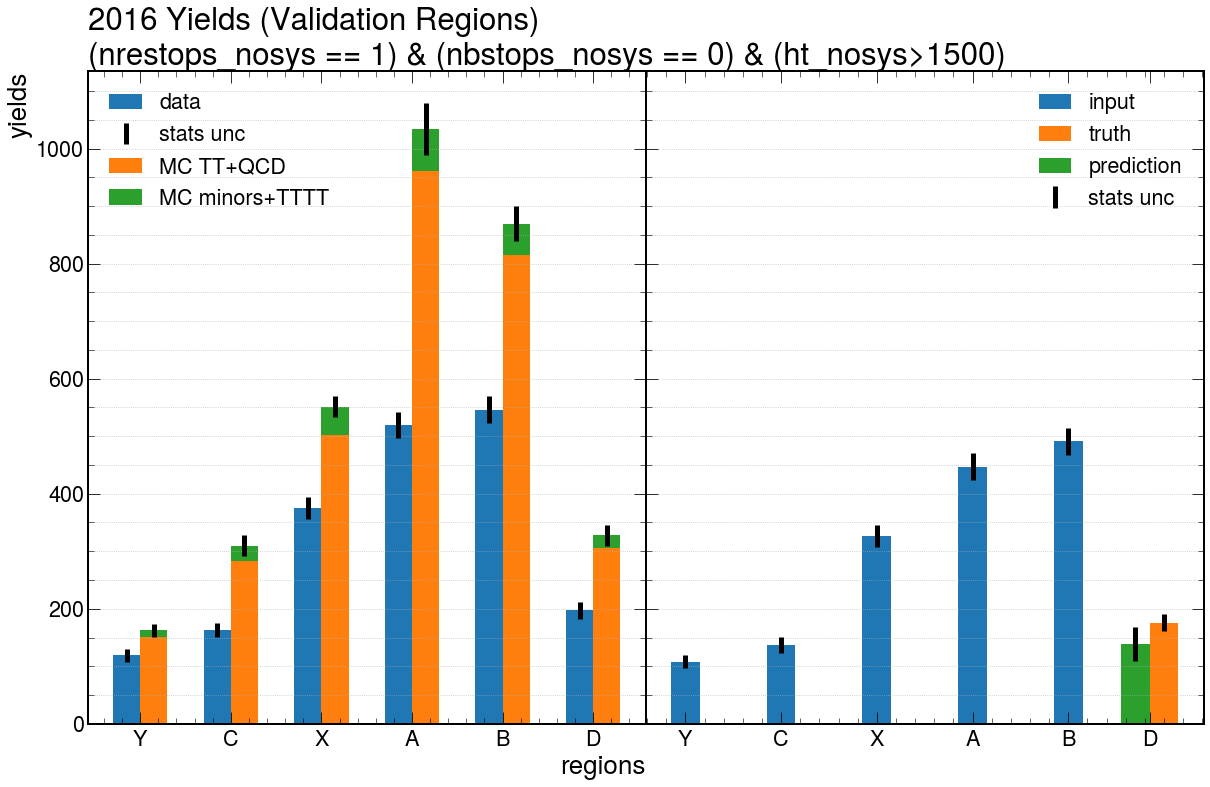 2016 Yields (Validation Regions)
(nrestops_nosys == 1) & (nbstops_nosys == 0) & (ht_nosys>1500)
yields
data
stats unc
MC TT+QCD
MC minors+TTTT
input
truth
prediction
stats unc
1000
800
600
400
200
0
Y C X A B D
Y C X A B D
regions